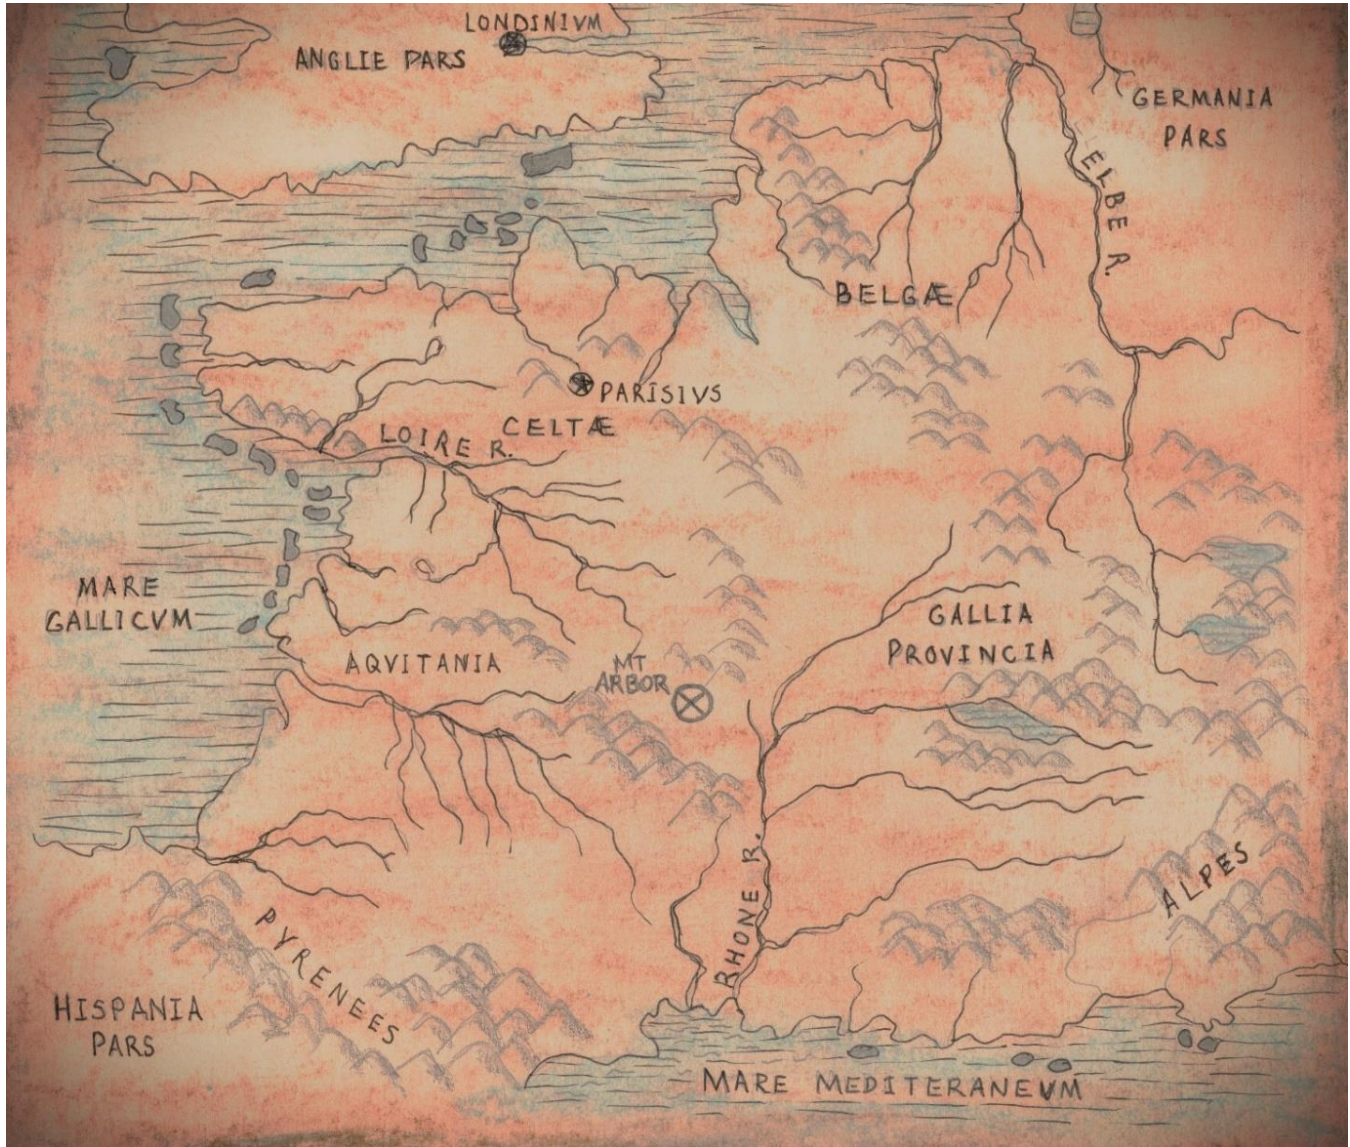 LONDINIVM
ANGLIE PARS
GERMANIA
PARS
ELBE R.
BELGÆ
PARISIVS
CELTÆ
LOIRE R.
MARE
GALLICVM
GALLIA
PROVINCIA
AQVITANIA
MT
ARBOR
RHONE R.
ALPES
PYRENEES
HISPANIA
PARS
MARE MEDITERANEVM